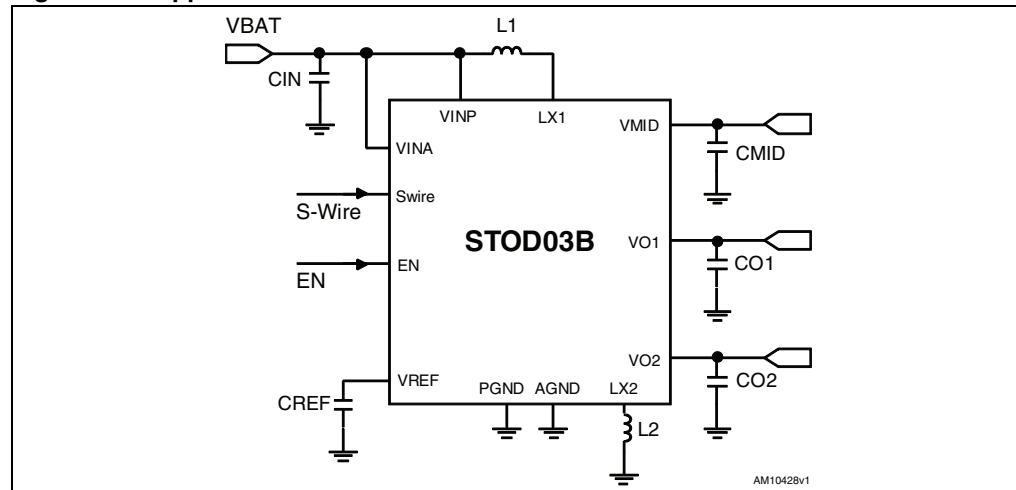 VBAT
L1
CIN
VINP
LX1
VMID
VINA
CMID
Swire
S-Wire
STOD03B
VO1
EN
CO1
EN
VO2
VREF
PGND
AGND
LX2
CO2
CREF
L2
AM10428v1